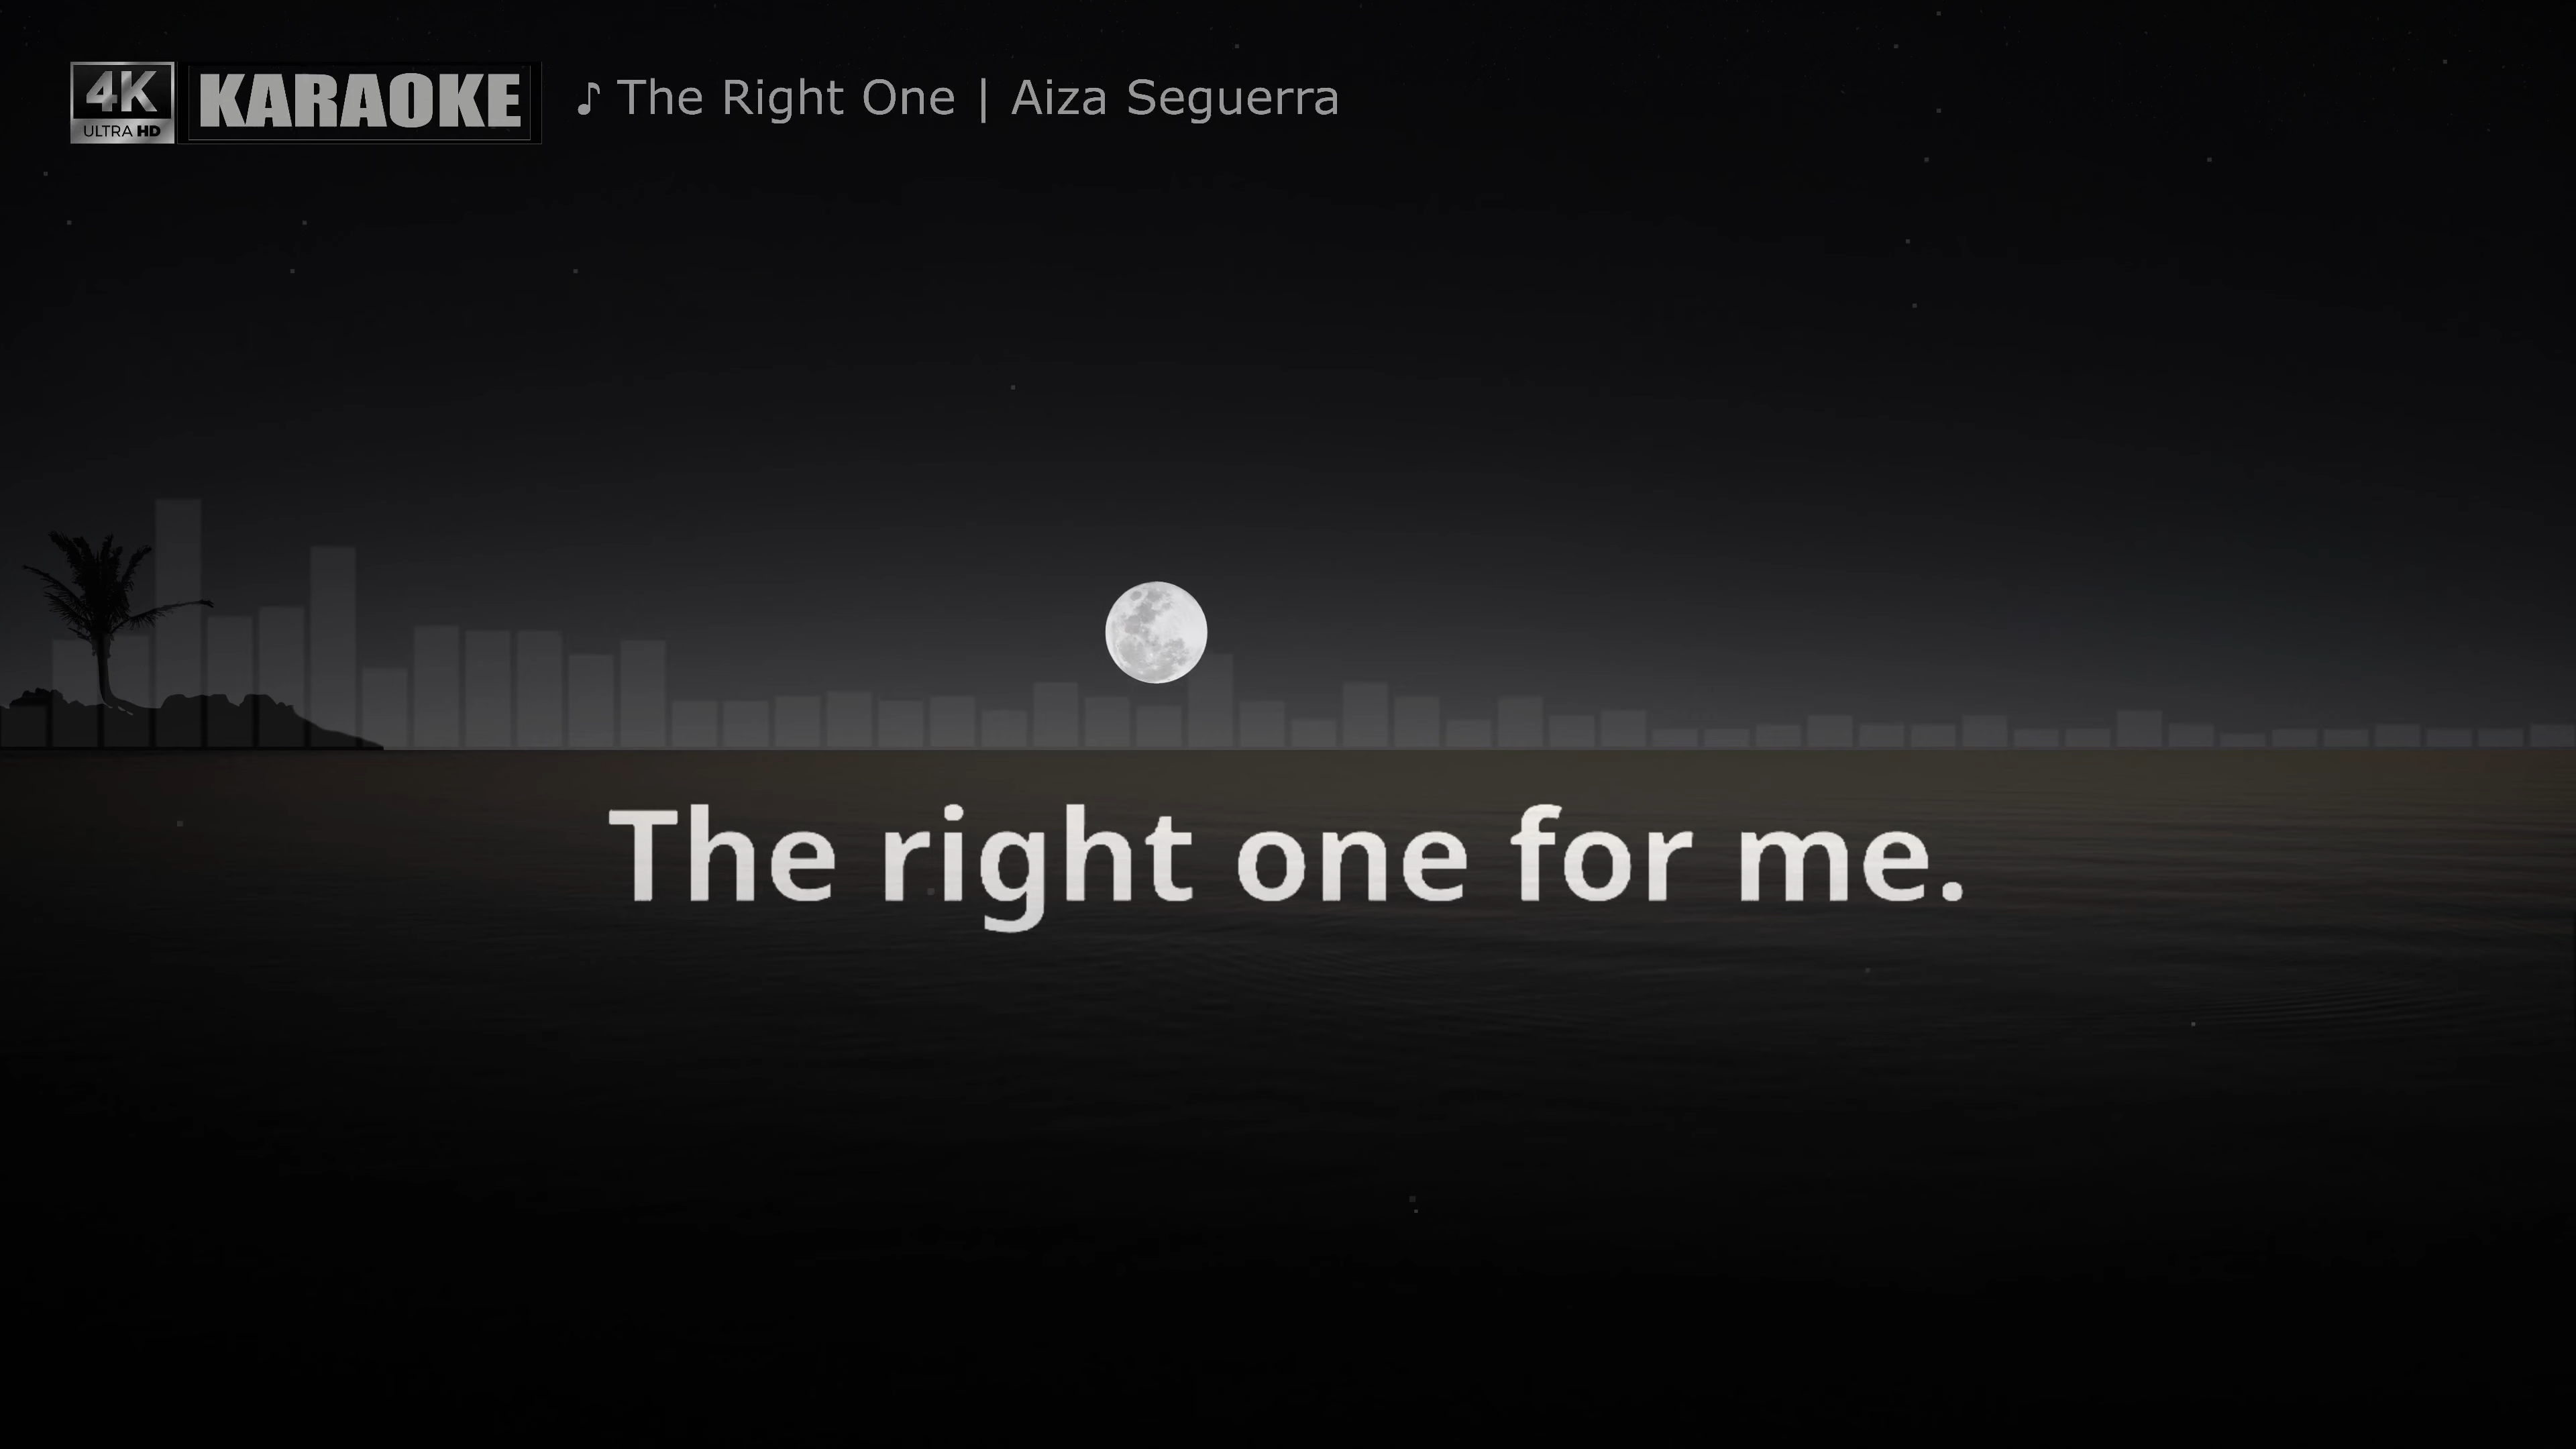 4K ULTRA HD KARAOKE ♪ The Right One | Aiza Seguerra
The right one for me.